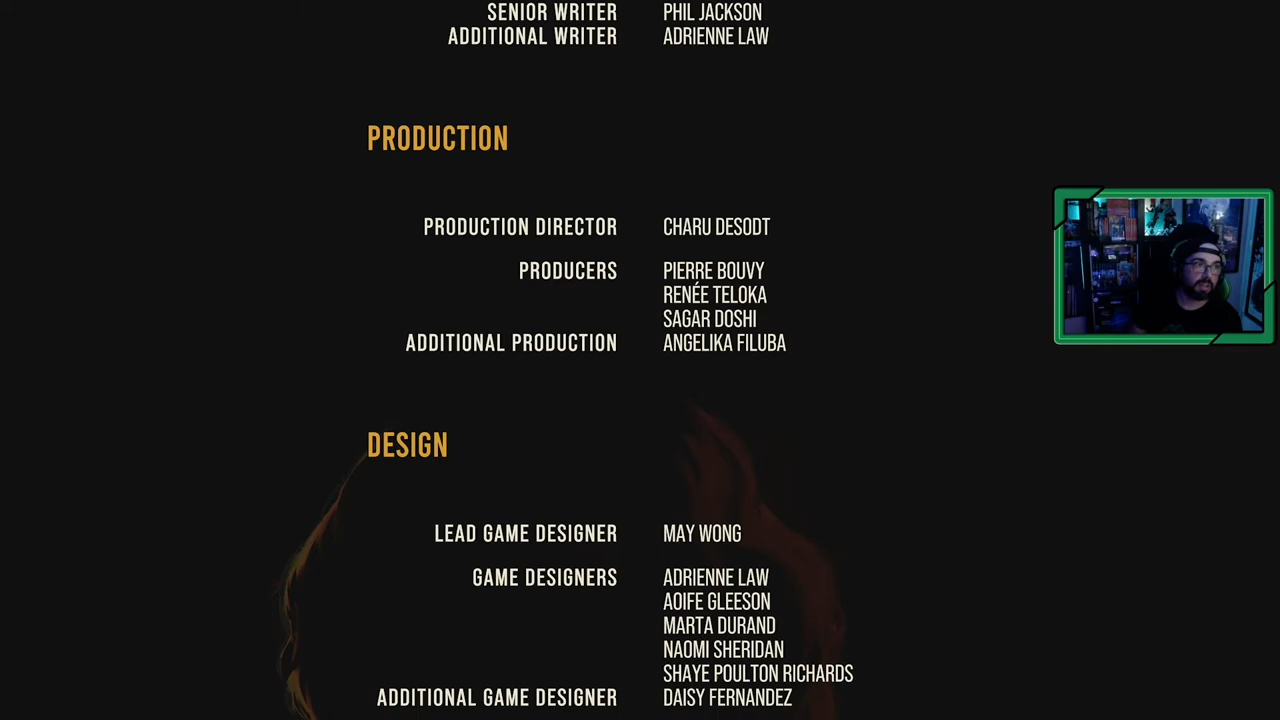 SENIOR WRITER PHIL JACKSON
ADDITIONAL WRITER ADRIENNE LAW
PRODUCTION
PRODUCTION DIRECTOR CHARU DESODT
PRODUCERS PIERRE BOUVY
RENÉE TELOKA
SAGAR DOSHI
ADDITIONAL PRODUCTION ANGELIKA FILUBA
DESIGN
LEAD GAME DESIGNER MAY WONG
GAME DESIGNERS ADRIENNE LAW
AOIFE GLEESON
MARTA DURAND
NAOMI SHERIDAN
SHAYE POULTON RICHARDS
ADDITIONAL GAME DESIGNER DAISY FERNANDEZ